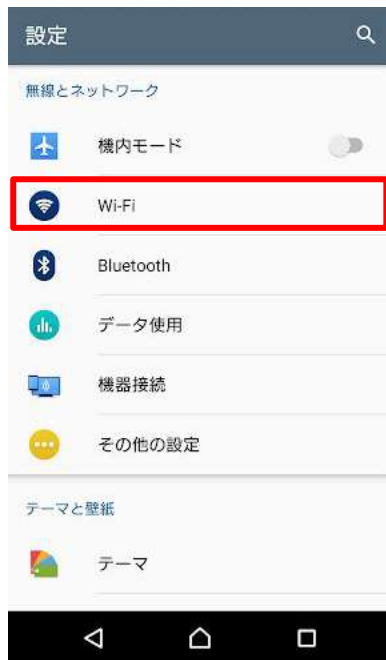 設定
無線とネットワーク
機内モード
Wi-Fi
Bluetooth
データ使用
機器接続
その他の設定
テーマと壁紙
テーマ